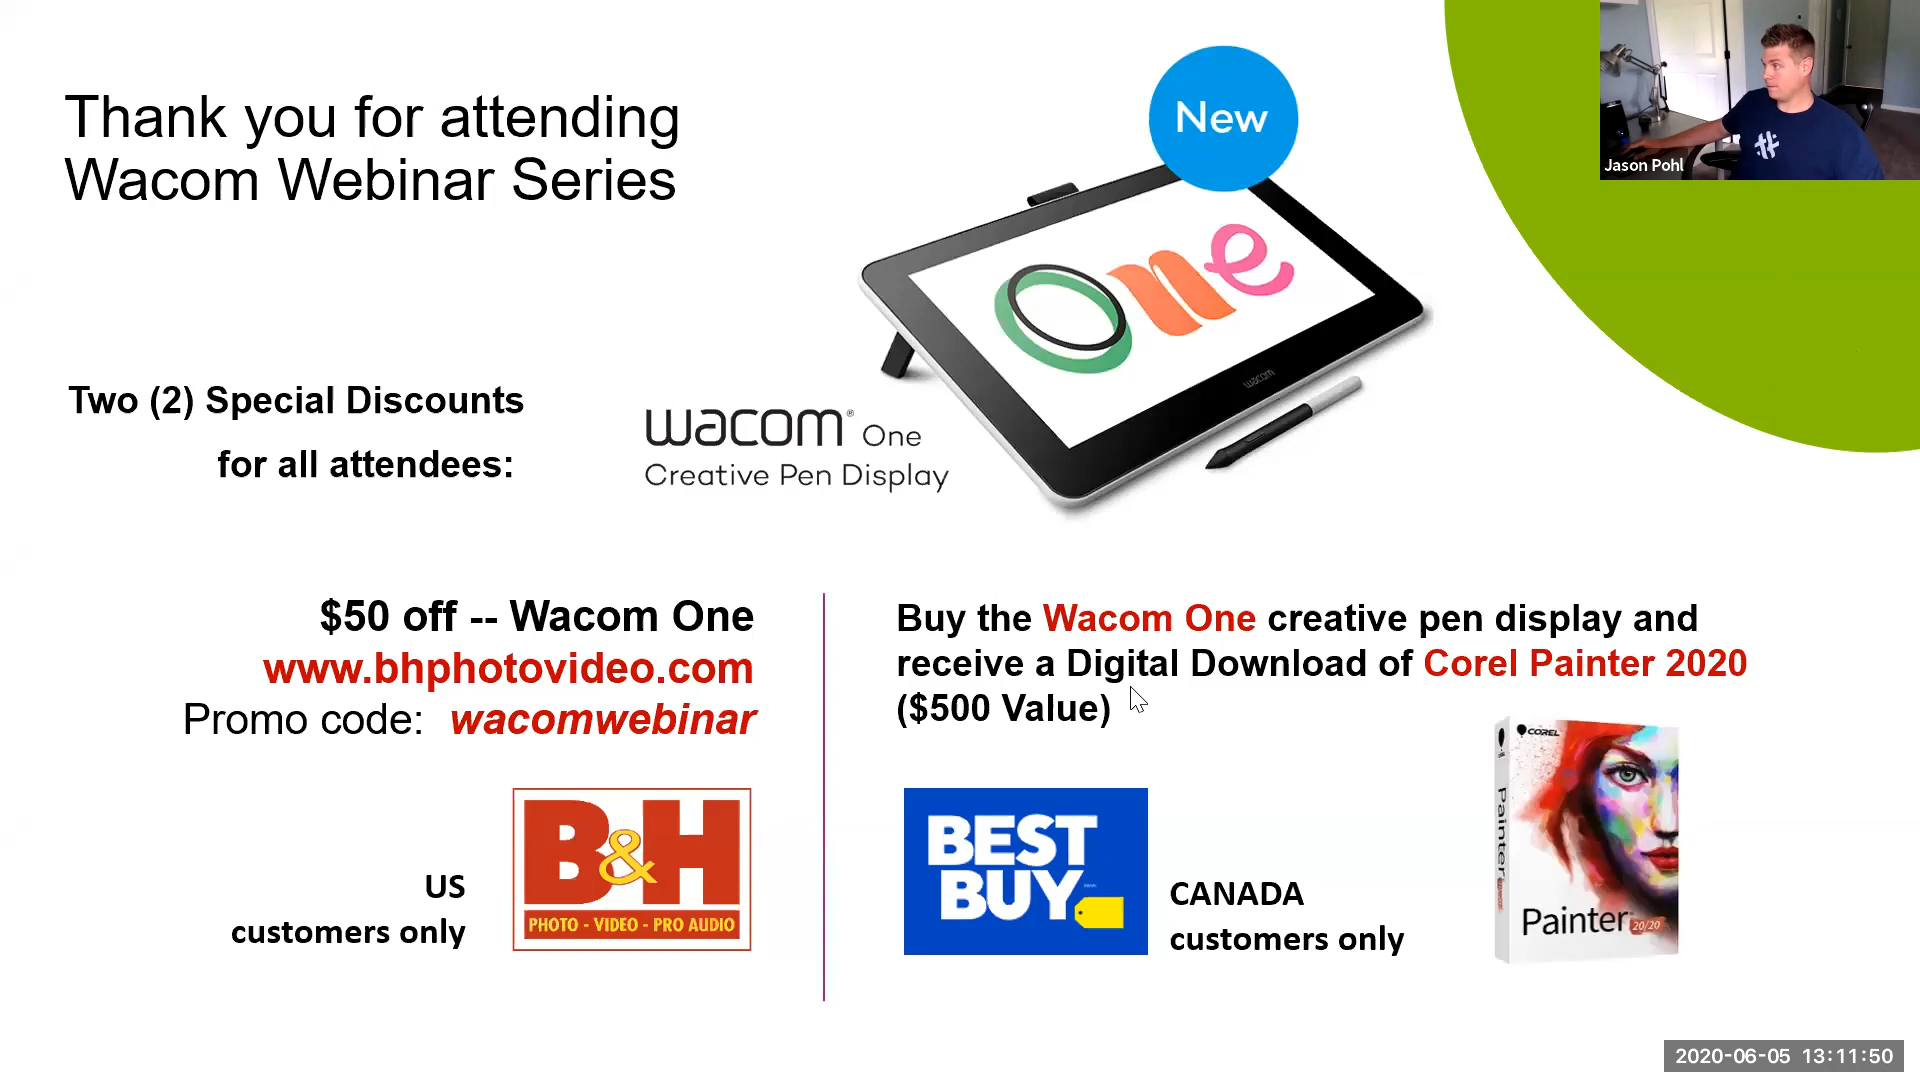 Thank you for attending
Wacom Webinar Series
New
Jason Pohl
One
wacom
Two (2) Special Discounts
for all attendees:
wacom® One
Creative Pen Display
$50 off -- Wacom One
www.bhphotovideo.com
Promo code: wacomwebinar
US
customers only
B&H
PHOTO - VIDEO - PRO AUDIO
Buy the Wacom One creative pen display and
receive a Digital Download of Corel Painter 2020
($500 Value)
BEST
BUY
CANADA
customers only
COREL
Painter
Painter 20/20
2020-06-05 13:11:50